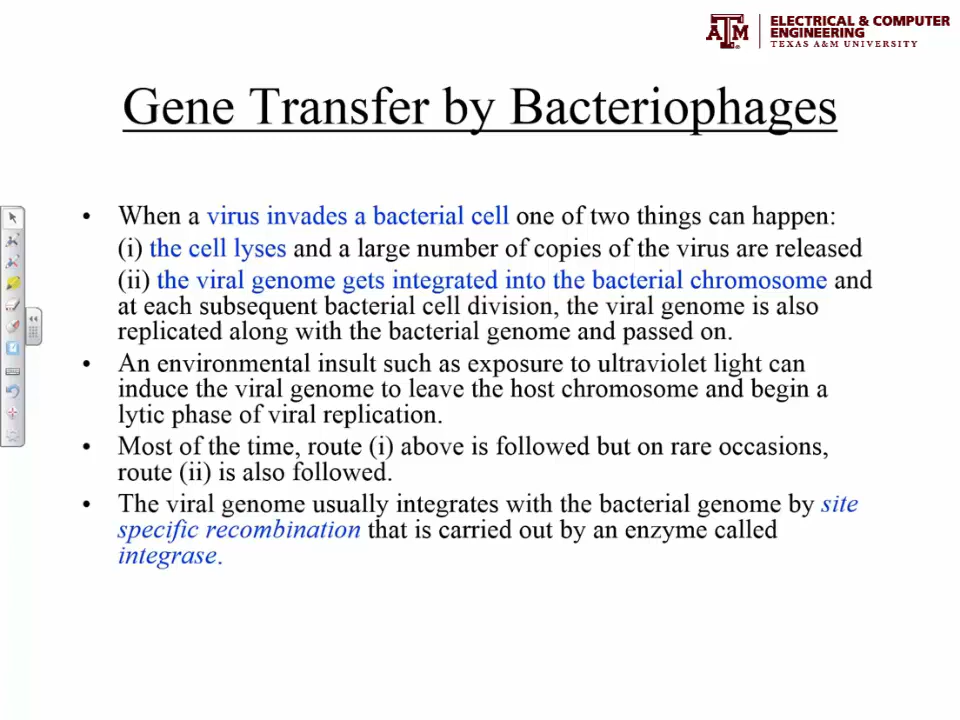 ELECTRICAL & COMPUTER
ENGINEERING
TEXAS A&M UNIVERSITY
Gene Transfer by Bacteriophages
• When a virus invades a bacterial cell one of two things can happen:
(i) the cell lyses and a large number of copies of the virus are released
(ii) the viral genome gets integrated into the bacterial chromosome and
at each subsequent bacterial cell division, the viral genome is also
replicated along with the bacterial genome and passed on.
• An environmental insult such as exposure to ultraviolet light can
induce the viral genome to leave the host chromosome and begin a
lytic phase of viral replication.
• Most of the time, route (i) above is followed but on rare occasions,
route (ii) is also followed.
• The viral genome usually integrates with the bacterial genome by site
specific recombination that is carried out by an enzyme called
integrase.